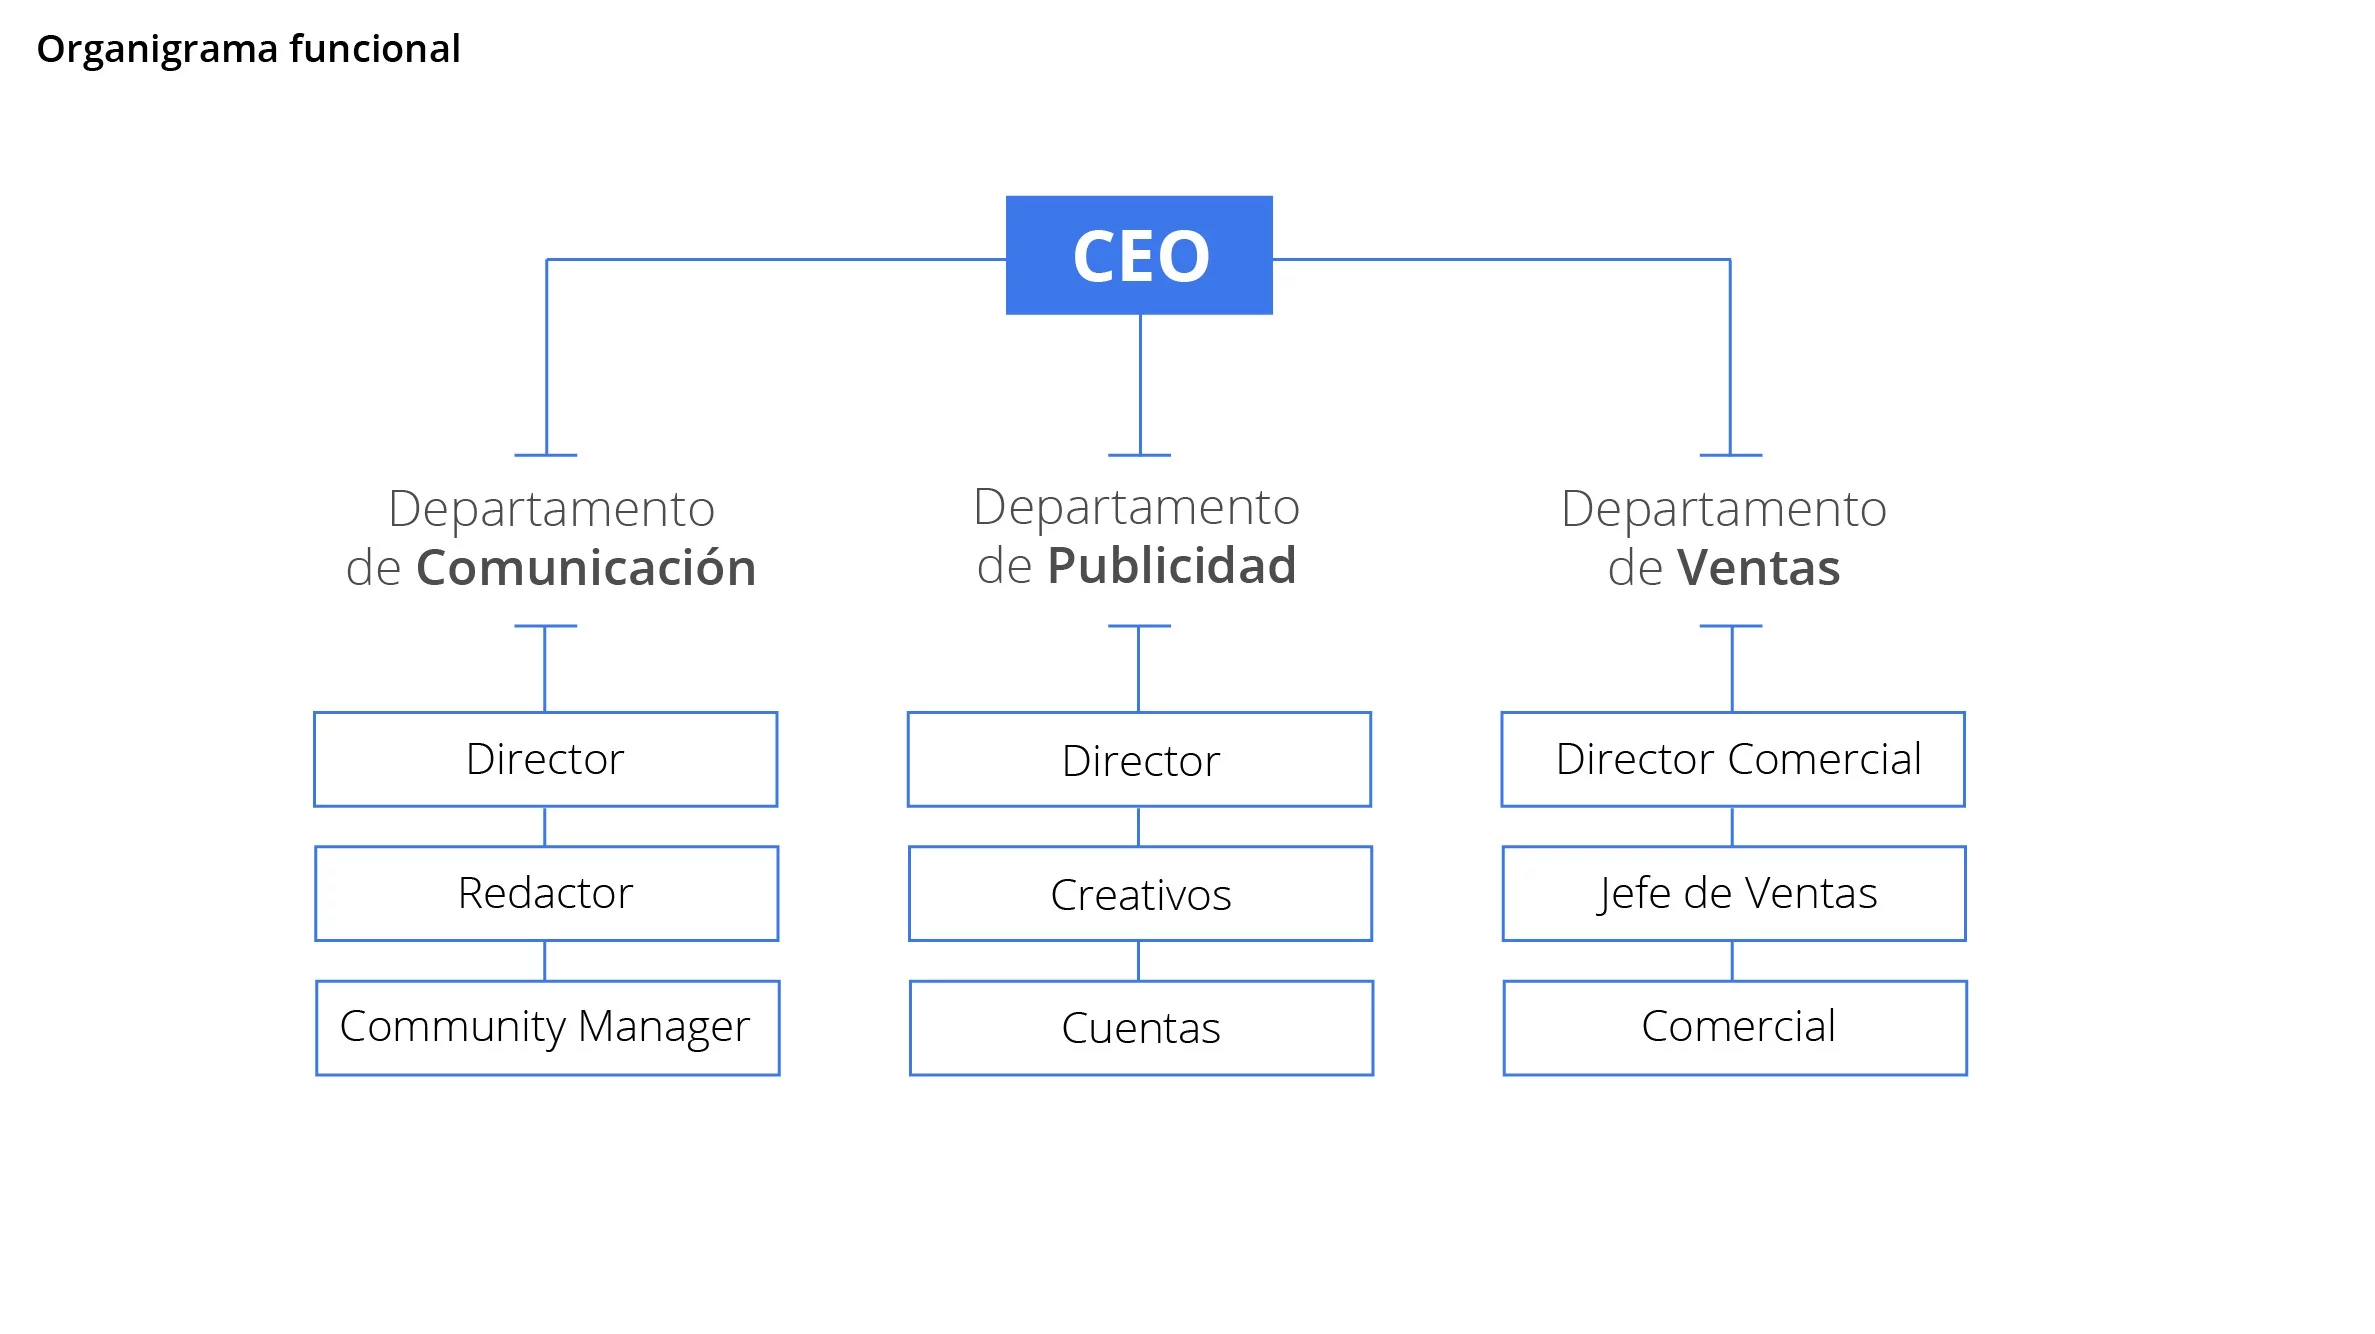 Organigrama funcional
CEO
Departamento
de Comunicación
Departamento
de Publicidad
Departamento
de Ventas
Director
Redactor
Community Manager
Director
Creativos
Cuentas
Director Comercial
Jefe de Ventas
Comercial